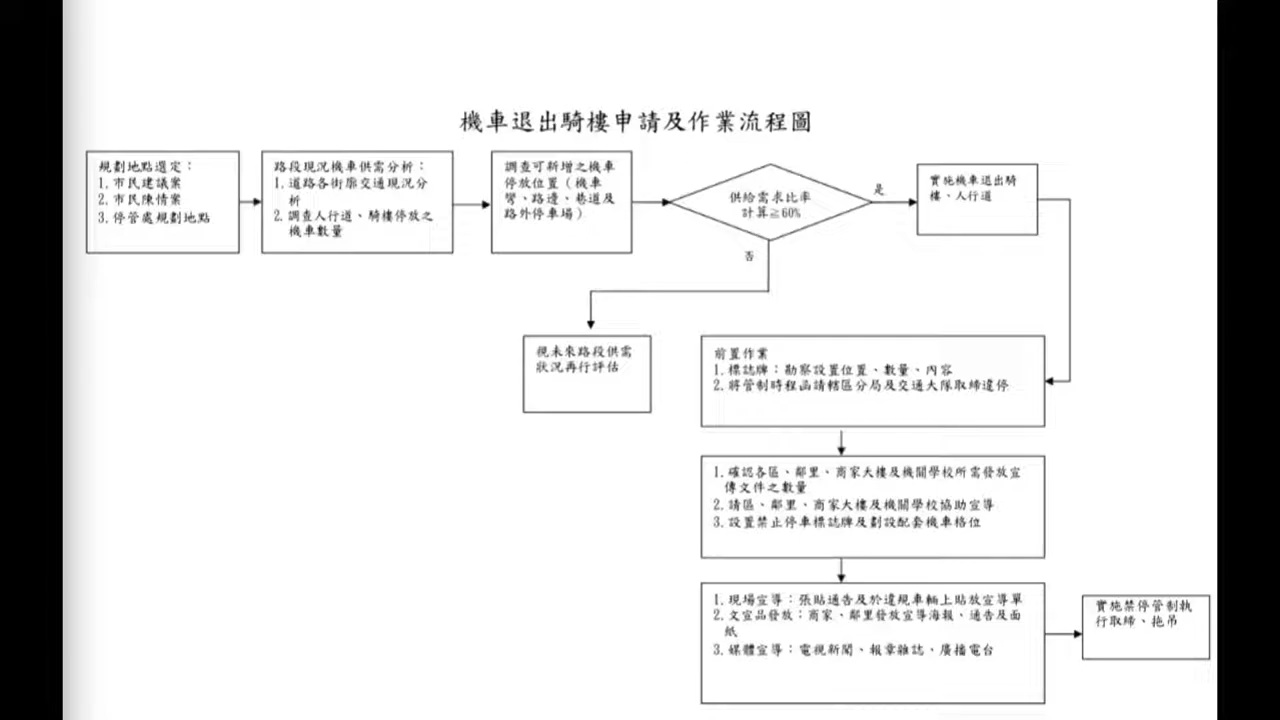 機車退出騎樓申請及作業流程圖
規劃地點選定：
1.市民建議案
2.市民陳情案
3.停管處規劃地點
路段現況機車供需分析：
1.道路各街廓交通現況分
析
2.調查人行道、騎樓停放之
機車數量
調查可新增之機車
停放位置（機車
彎、路邊、巷道及
路外停車場）
供給需求比率
計算≧60%
是
實施機車退出騎
樓、人行道
否
視未來路段供需
狀況再行評估
前置作業
1.標誌牌：勘察設置位置、數量、內容
2.將管制時程函請轄區分局及交通大隊取締違停
1.確認各區、鄰里、商家大樓及機關學校所需發放宣
傳文件之數量
2.請區、鄰里、商家大樓及機關學校協助宣導
3.設置禁止停車標誌牌及劃設配套機車格位
1.現場宣導：張貼通告及於違規車輛上貼放宣導單
2.文宣品發放：商家、鄰里發放宣導海報、通告及面
紙
3.媒體宣導：電視新聞、報章雜誌、廣播電台
實施禁停管制執
行取締、拖吊